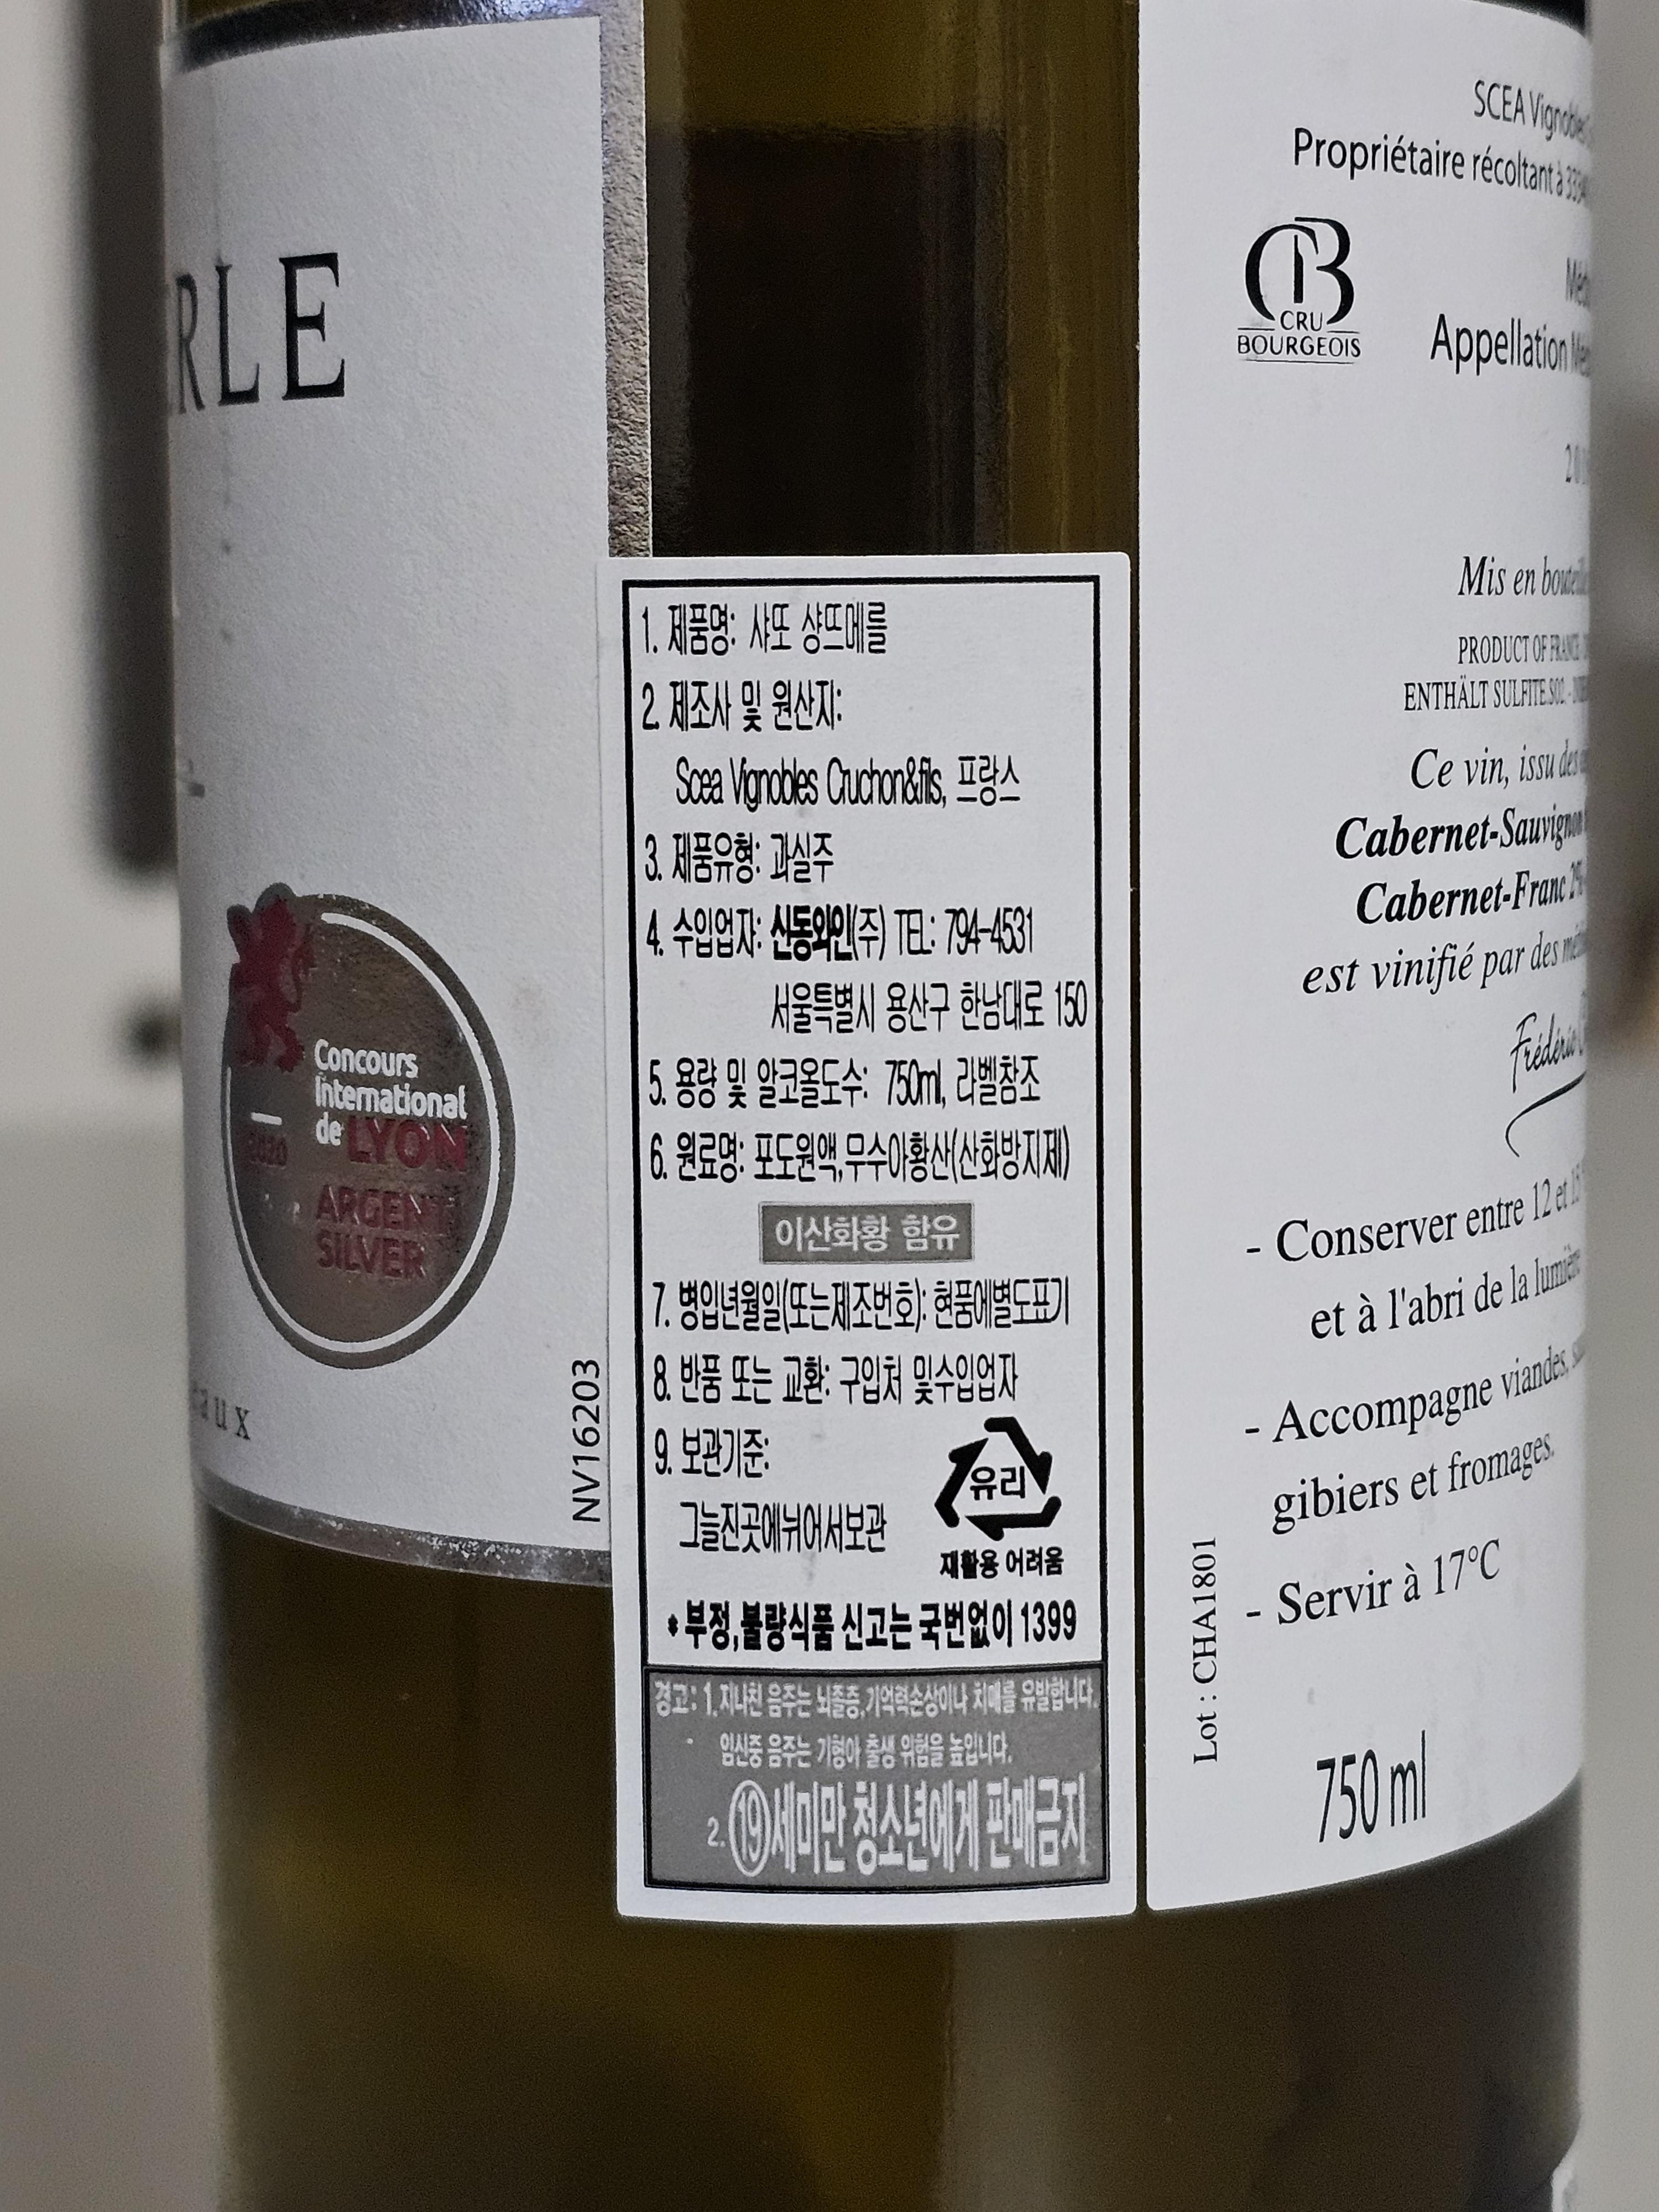 RLE
Concours
International
de LYON
2020
ARGENT
SILVER
aux
NV16203
1. 제품명: 샤또 샹뜨메를
2. 제조사 및 원산지:
Scea Vignobles Cruchon&fils, 프랑스
3. 제품유형: 과실주
4. 수입업자: 신동와인(주) TEL: 794-4531
서울특별시 용산구 한남대로 150
5. 용량 및 알코올도수: 750ml, 라벨참조
6. 원료명: 포도원액,무수아황산(산화방지제)
이산화황 함유
7. 병입년월일(또는제조번호): 현품에별도표기
8. 반품 또는 교환: 구입처 및수입업자
9. 보관기준:
그늘진곳에뉘어서보관
유리
재활용 어려움
* 부정,불량식품 신고는 국번없이 1399
경고: 1. 지나친 음주는 뇌졸증,기억력손상이나 치매를 유발합니다.
임신중 음주는 기형아 출생 위험을 높입니다.
2. ⑲세미만 청소년에게 판매금지
SCEA Vignobles
Propriétaire récoltant à
CB
CRU
BOURGEOIS
Appellation
Mis en
PRODUCT OF FRANCE
ENTHÄLT SULFITE.SO2. -
Ce vin, issu des
Cabernet-Sauvignon
Cabernet-Franc 2%
est vinifié par des
Frédéric
- Conserver entre 12 et 15
et à l'abri de la lumière
- Accompagne viandes,
gibiers et fromages.
- Servir à 17°C
Lot : CHA1801
750 ml